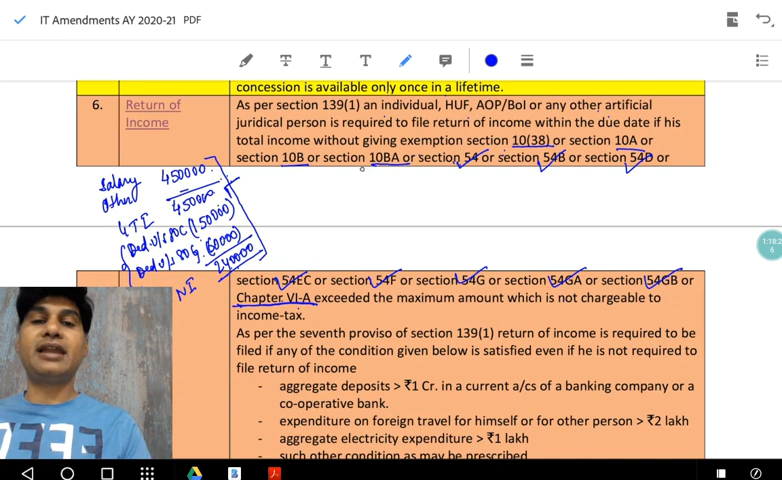 IT Amendments AY 2020-21 PDF
T T T
concession is available only once in a lifetime.
6. Return of Income
As per section 139(1) an individual, HUF, AOP/BoI or any other artificial
juridical person is required to file return of income within the due date if his
total income without giving exemption section 10(38) or section 10A or
section 10B or section 10BA or section 54 or section 54B or section 54D or
Salary 450000
Other –
GTI 450000
Ded. u/s 80C (150000)
Ded u/s 80G (60000)
NI 240000
section 54EC or section 54F or section 54G or section 54GA or section 54GB or
Chapter VI-A exceeded the maximum amount which is not chargeable to
income-tax.
As per the seventh proviso of section 139(1) return of income is required to be
filed if any of the condition given below is satisfied even if he is not required to
file return of income
- aggregate deposits > ₹1 Cr. in a current a/cs of a banking company or a
co-operative bank.
- expenditure on foreign travel for himself or for other person > ₹2 lakh
- aggregate electricity expenditure > ₹1 lakh
- such other condition as may be prescribed
1:18:2
6